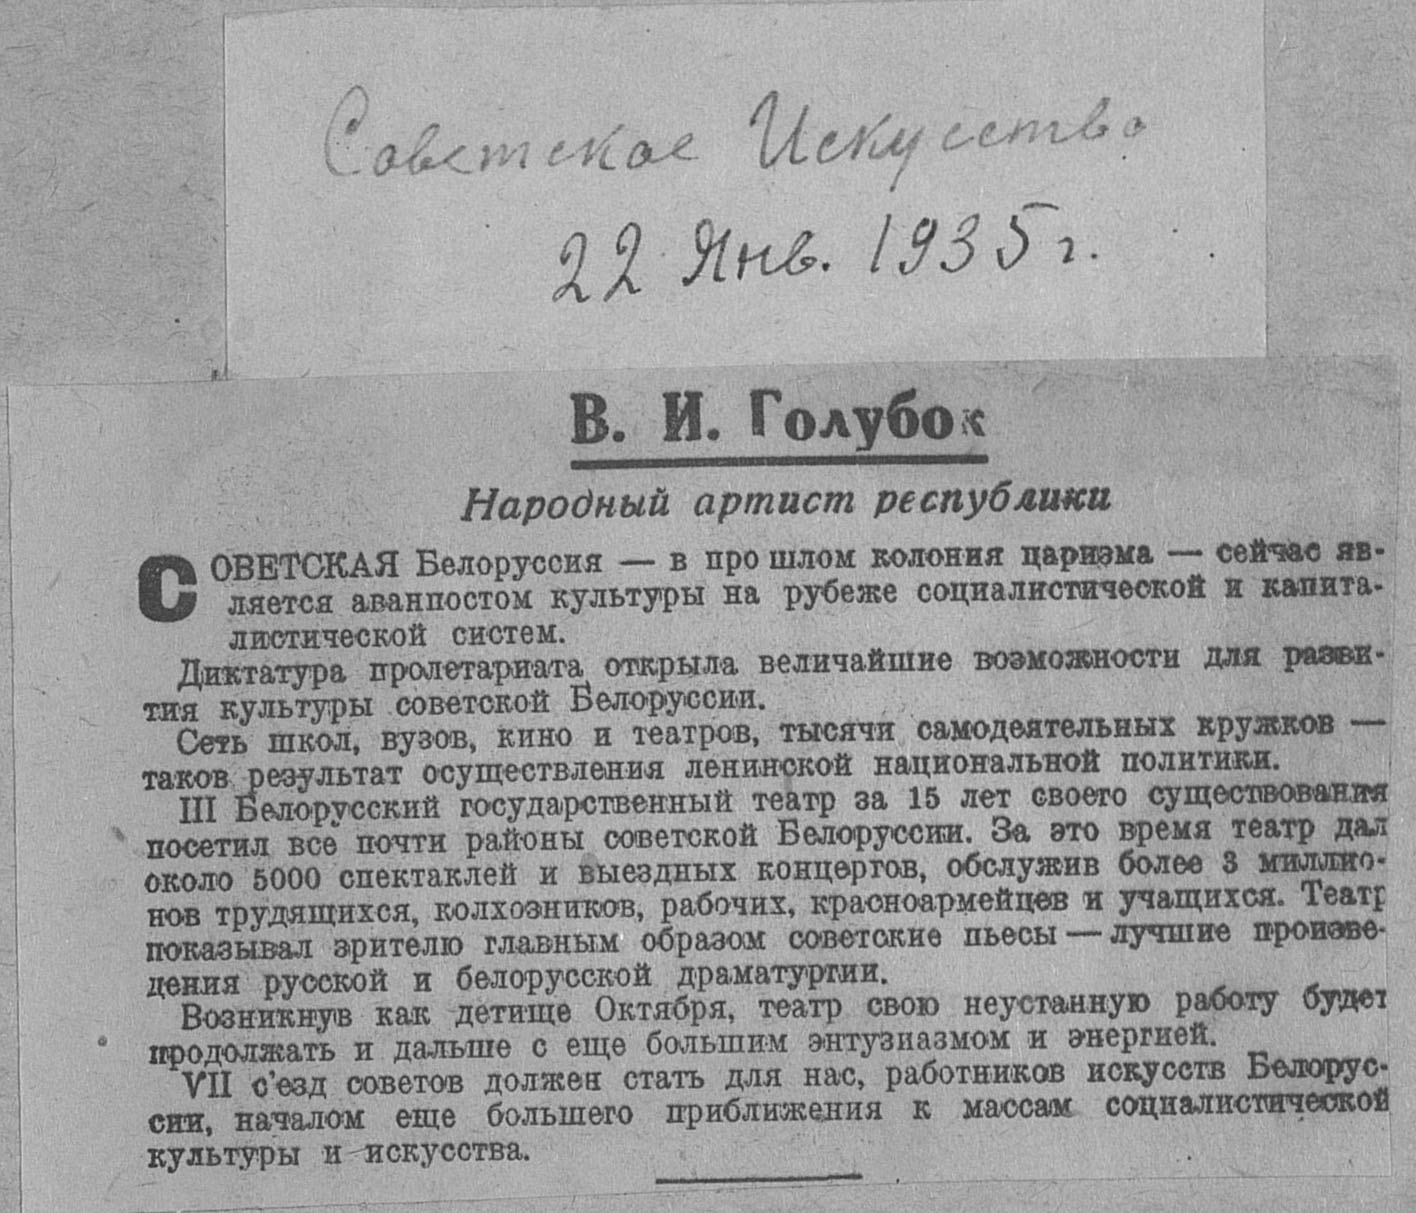 Советское Искусство
22 Янв. 1935 г.
В. И. Голубок
Народный артист республики
СОВЕТСКАЯ Белоруссия — в прошлом колония царизма — сейчас яв-
ляется аванпостом культуры на рубеже социалистической и капита-
листической систем.
Диктатура пролетариата открыла величайшие возможности для разви-
тия культуры советской Белоруссии.
Сеть школ, вузов, кино и театров, тысячи самодеятельных кружков —
таков результат осуществления ленинской национальной политики.
III Белорусский государственный театр за 15 лет своего существования
посетил все почти районы советской Белоруссии. За это время театр дал
около 5000 спектаклей и выездных концертов, обслужив более 3 миллио-
нов трудящихся, колхозников, рабочих, красноармейцев и учащихся. Театр
показывал зрителю главным образом советские пьесы — лучшие произве-
дения русской и белорусской драматургии.
Возникнув как детище Октября, театр свою неустанную работу будет
продолжать и дальше с еще большим энтузиазмом и энергией.
VII с'езд советов должен стать для нас, работников искусств Белорус-
сии, началом еще большего приближения к массам социалистической
культуры и искусства.